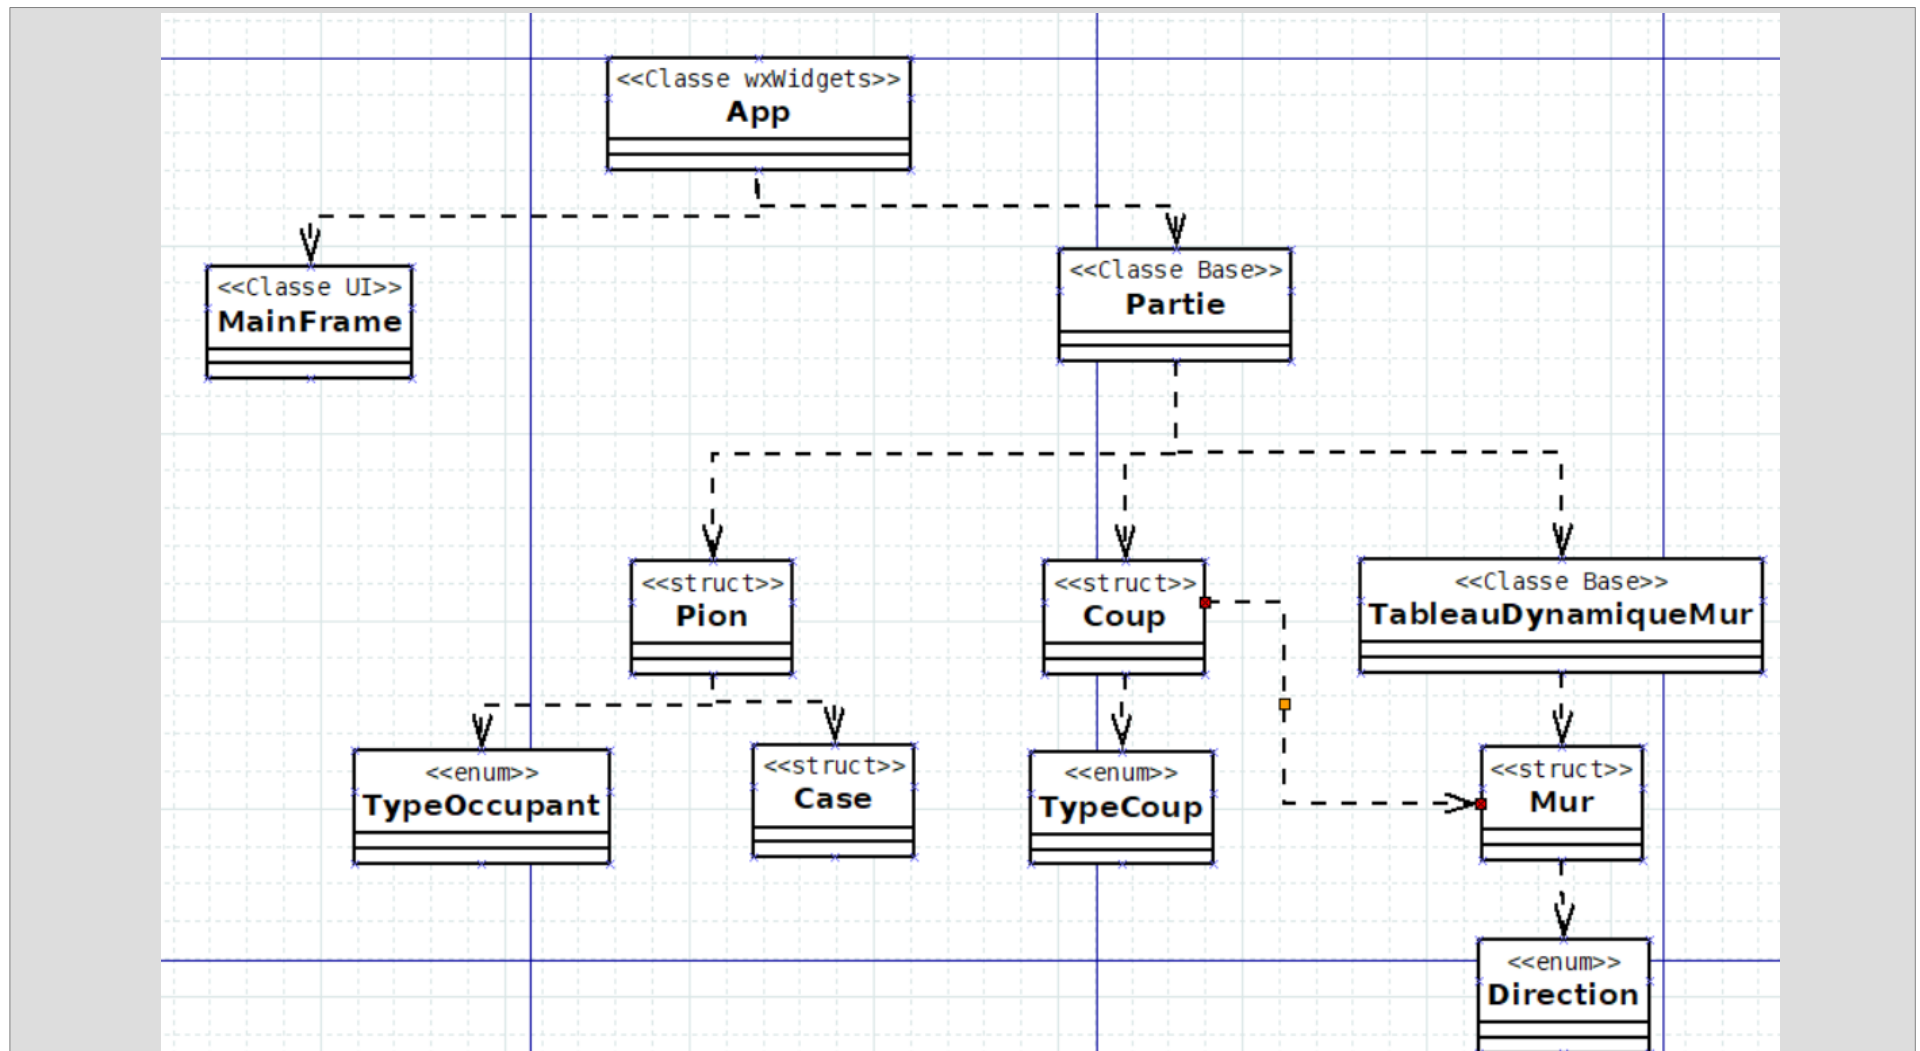 <<Classe wxWidgets>>
App
<<Classe UI>>
MainFrame
<<Classe Base>>
Partie
<<struct>>
Pion
<<struct>>
Coup
<<Classe Base>>
TableauDynamiqueMur
<<enum>>
TypeOccupant
<<struct>>
Case
<<enum>>
TypeCoup
<<struct>>
Mur
<<enum>>
Direction